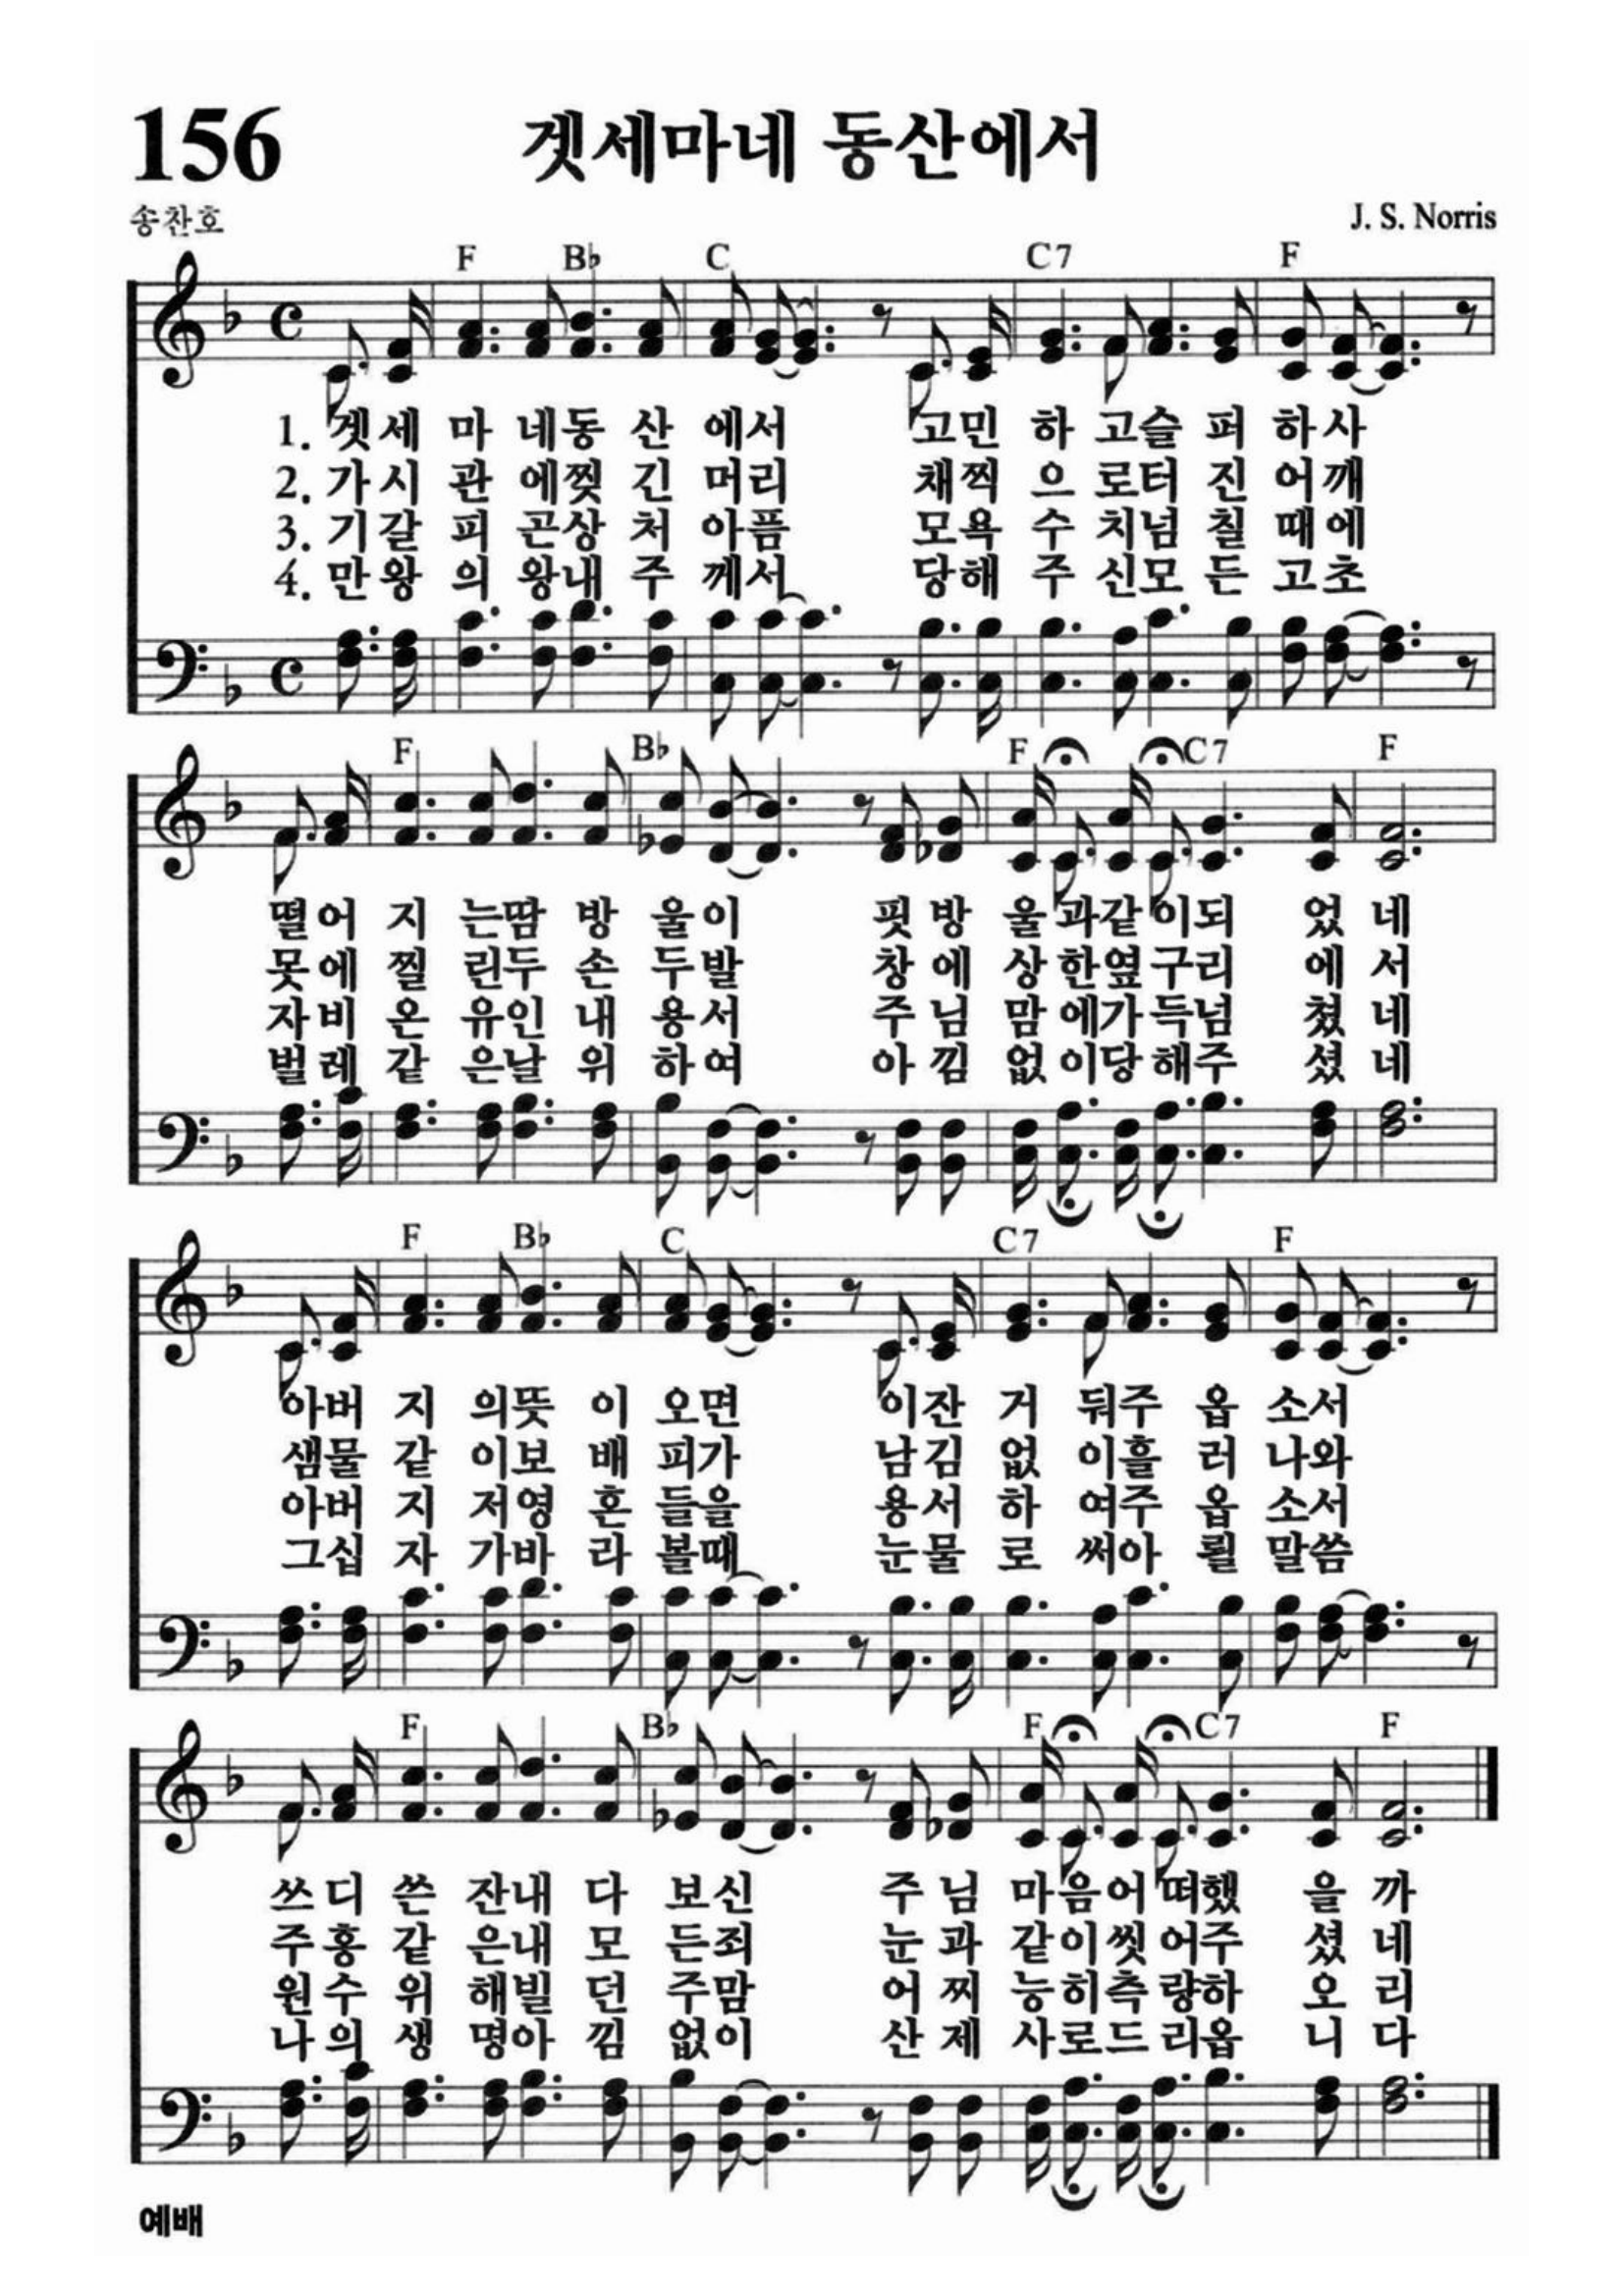 156 겟세마네 동산에서
송찬호 J. S. Norris
F B♭ C C7 F
1. 겟세 마 네동 산 에서 고민 하 고슬 퍼 하사
2. 가시 관 에찢 긴 머리 채찍 으 로터 진 어깨
3. 기갈 피 곤상 처 아픔 모욕 수 치넘 칠 때에
4. 만왕 의 왕내 주 께서 당해 주 신모 든 고초
F B♭ F C7 F
떨어 지 는땀 방 울이 핏방 울과같이되 었 네
못에 찔 린두 손 두발 창에 상한옆구리 에 서
자비 온 유인 내 용서 주님 맘에가득넘 쳤 네
벌레 같 은날 위 하여 아낌 없이당해주 셨 네
F B♭ C C7 F
아버 지 의뜻 이 오면 이잔 거 둬주 옵 소서
샘물 같 이보 배 피가 남김 없 이흘 러 나와
아버 지 저영 혼 들을 용서 하 여주 옵 소서
그십 자 가바 라 볼때 눈물 로 써아 뢸 말씀
F B♭ F C7 F
쓰디 쓴 잔내 다 보신 주님 마음어떠했 을 까
주홍 같 은내 모 든죄 눈과 같이씻어주 셨 네
원수 위 해빌 던 주맘 어찌 능히측량하 오 리
나의 생 명아 낌 없이 산제 사로드리옵 니 다
예배